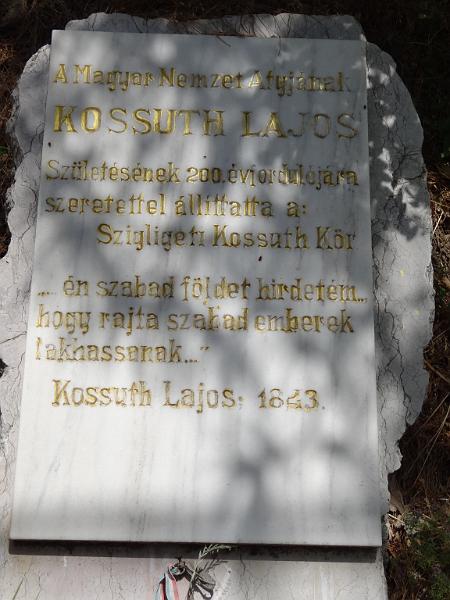 A Magyar Nemzet Atyjának
KOSSUTH LAJOS
Születésének 200. évfordulójára
szeretettel állíttatta a:
Szigligeti Kossuth Kör
„... én szabad földet hirdetem...
hogy rajta szabad emberek
lakhassanak..."
Kossuth Lajos: 1843.